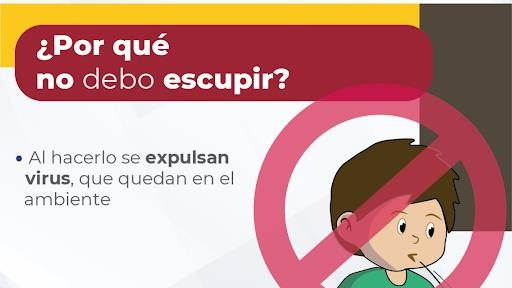 ¿Por qué
no debo escupir?
• Al hacerlo se expulsan
virus, que quedan en el
ambiente